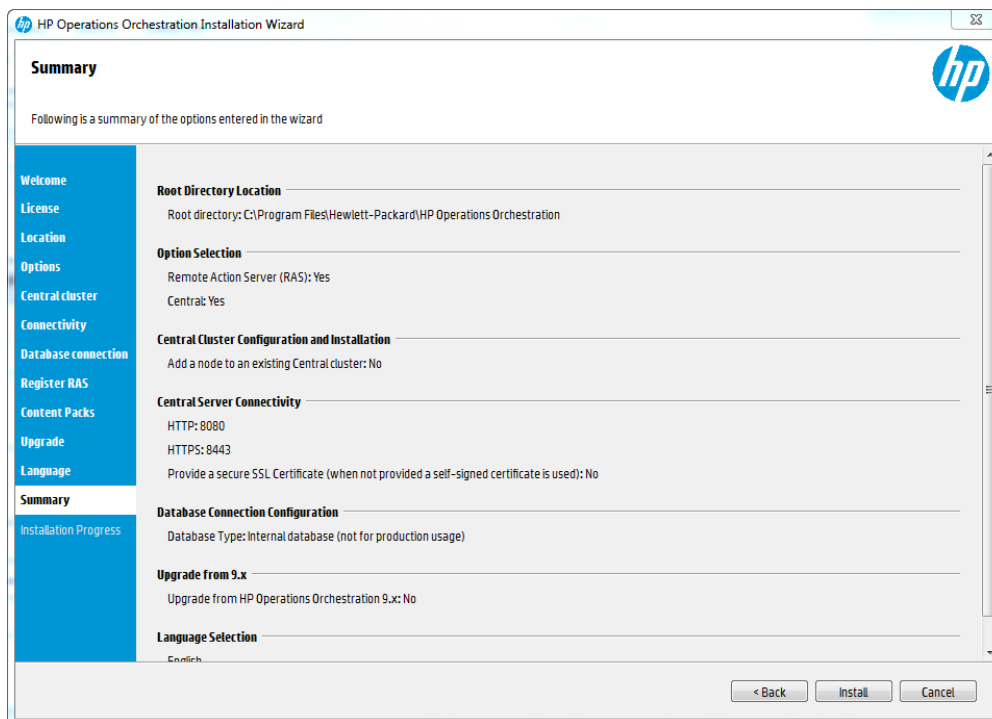 HP Operations Orchestration Installation Wizard
Summary
hp
Following is a summary of the options entered in the wizard
Welcome
License
Location
Options
Central cluster
Connectivity
Database connection
Register RAS
Content Packs
Upgrade
Language
Summary
Installation Progress
Root Directory Location
Root directory: C:\Program Files\Hewlett-Packard\HP Operations Orchestration
Option Selection
Remote Action Server (RAS): Yes
Central: Yes
Central Cluster Configuration and Installation
Add a node to an existing Central cluster: No
Central Server Connectivity
HTTP: 8080
HTTPS: 8443
Provide a secure SSL Certificate (when not provided a self-signed certificate is used): No
Database Connection Configuration
Database Type: Internal database (not for production usage)
Upgrade from 9.x
Upgrade from HP Operations Orchestration 9.x: No
Language Selection
English
< Back
Install
Cancel